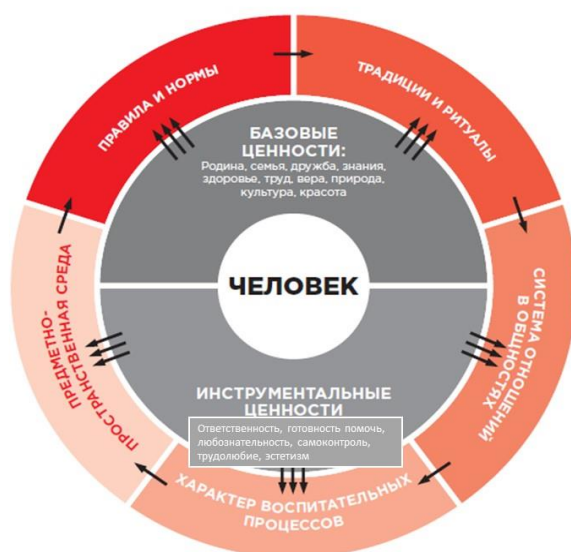 ПРАВИЛА И НОРМЫ
ТРАДИЦИИ И РИТУАЛЫ
БАЗОВЫЕ
ЦЕННОСТИ:
Родина, семья, дружба, знания,
здоровье, труд, вера, природа,
культура, красота
ЧЕЛОВЕК
ПРЕДМЕТНО-
ПРОСТРАНСТВЕННАЯ СРЕДА
СИСТЕМА ОТНОШЕНИЙ
В ОБЩНОСТЯХ
ИНСТРУМЕНТАЛЬНЫЕ
ЦЕННОСТИ
Ответственность, готовность помочь,
любознательность, самоконтроль,
трудолюбие, эстетизм
ХАРАКТЕР ВОСПИТАТЕЛЬНЫХ
ПРОЦЕССОВ